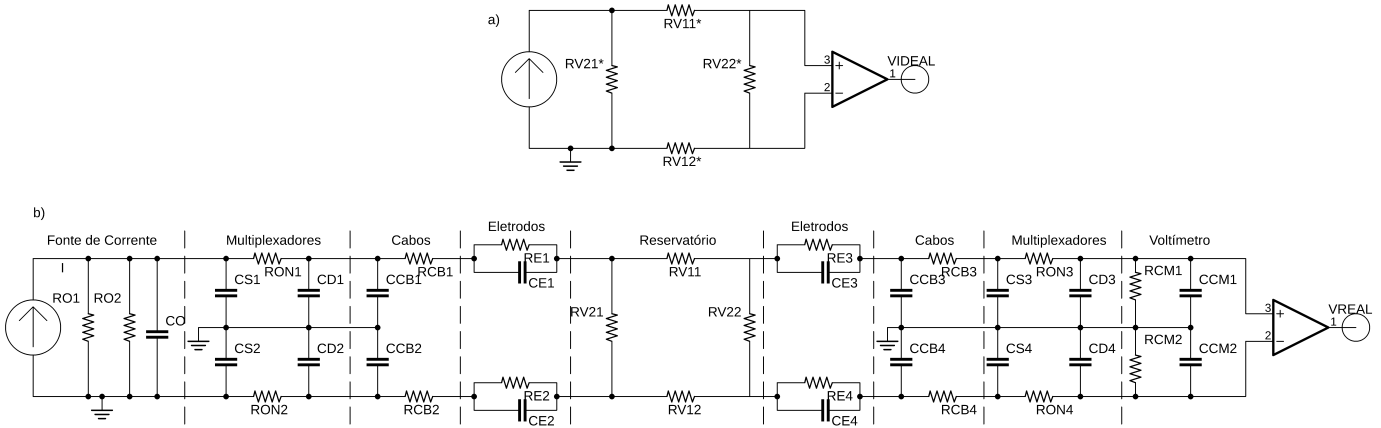 a)
RV11*
RV21*
RV22*
3
+
2
−
1
VIDEAL
RV12*
b)
Fonte de Corrente
Multiplexadores
Cabos
Eletrodos
Reservatório
Eletrodos
Cabos
Multiplexadores
Voltímetro
I
RO1
RO2
CO
CS1
RON1
CD1
CCB1
RCB1
RE1
CE1
RV11
RE3
CE3
CCB3
RCB3
CS3
RON3
CD3
RCM1
CCM1
RV21
RV22
3
+
2
−
1
VREAL
CS2
RON2
CD2
CCB2
RCB2
RE2
CE2
RV12
RE4
CE4
CCB4
RCB4
CS4
RON4
CD4
RCM2
CCM2